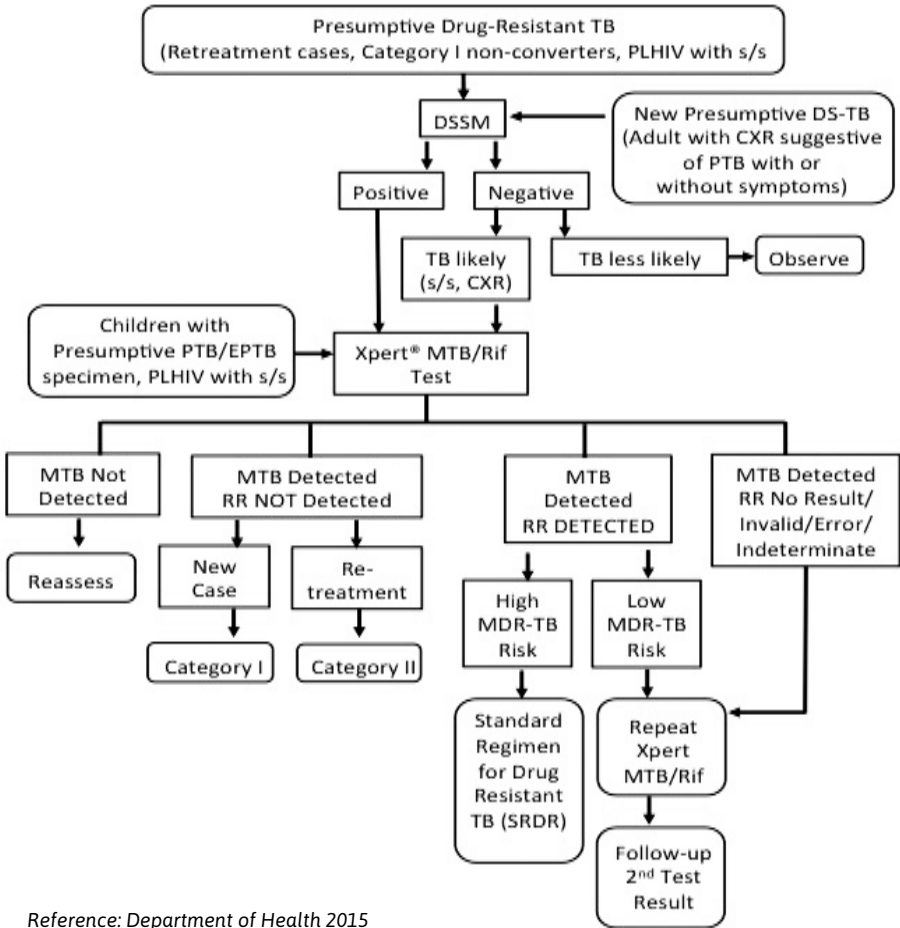 Presumptive Drug-Resistant TB
(Retreatment cases, Category I non-converters, PLHIV with s/s
DSSM
New Presumptive DS-TB
(Adult with CXR suggestive
of PTB with or
without symptoms)
Positive
Negative
TB likely
(s/s, CXR)
TB less likely
Observe
Children with
Presumptive PTB/EPTB
specimen, PLHIV with s/s
Xpert® MTB/Rif
Test
MTB Not
Detected
MTB Detected
RR NOT Detected
MTB
Detected
RR DETECTED
MTB Detected
RR No Result/
Invalid/Error/
Indeterminate
Reassess
New
Case
Re-
treatment
High
MDR-TB
Risk
Low
MDR-TB
Risk
Category I
Category II
Standard
Regimen
for Drug
Resistant
TB (SRDR)
Repeat
Xpert
MTB/Rif
Follow-up
2nd Test
Result
Reference: Department of Health 2015